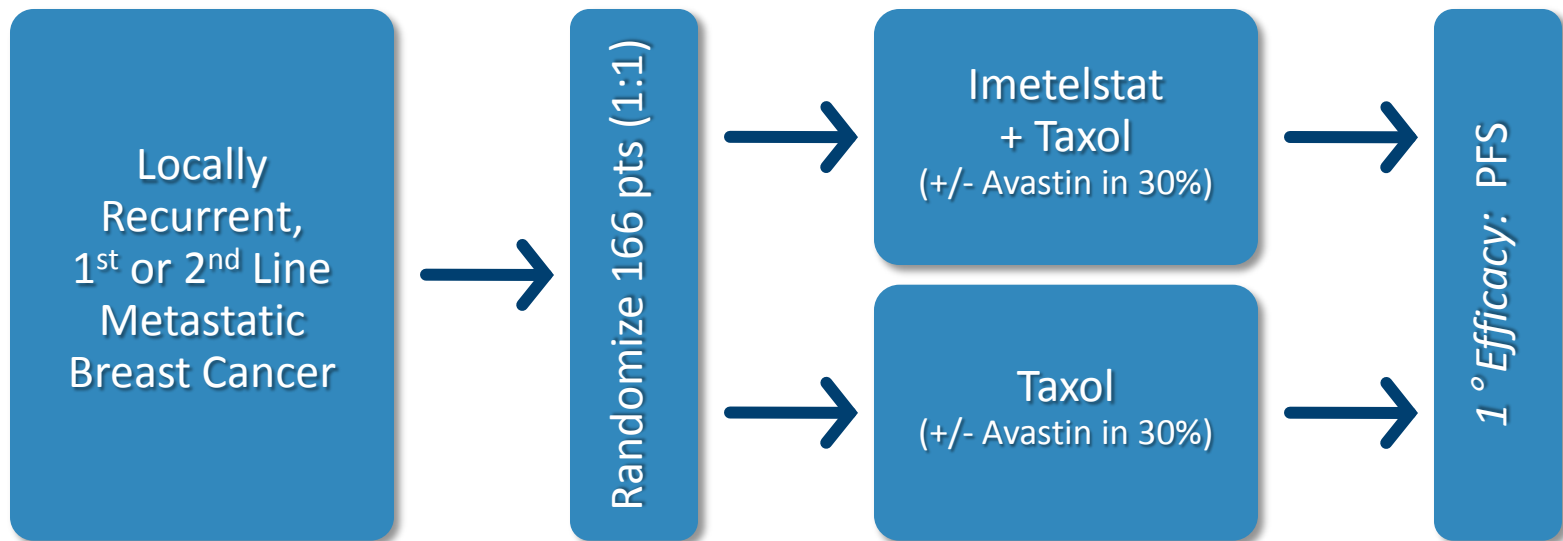 Locally
Recurrent,
1st or 2nd Line
Metastatic
Breast Cancer
Randomize 166 pts (1:1)
Imetelstat
+ Taxol
(+/- Avastin in 30%)
Taxol
(+/- Avastin in 30%)
1° Efficacy: PFS